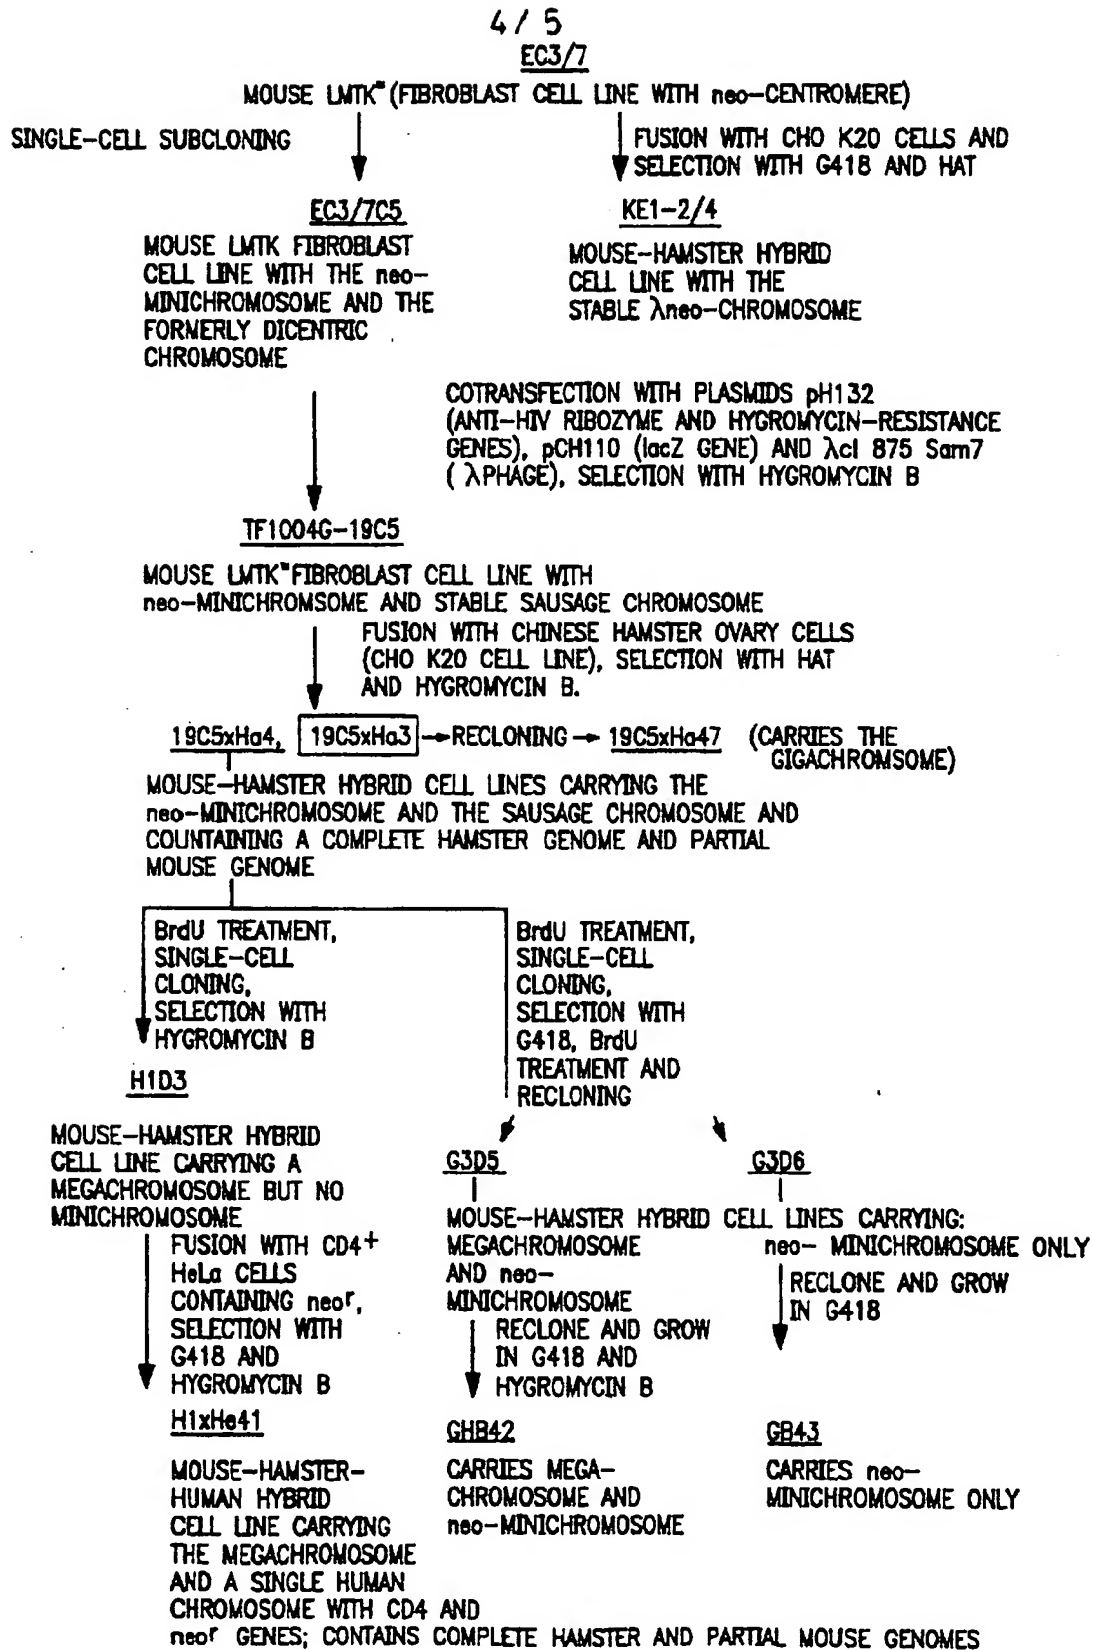 4/5
EC3/7
MOUSE LMTK⁻ (FIBROBLAST CELL LINE WITH neo-CENTROMERE)
SINGLE-CELL SUBCLONING
FUSION WITH CHO K20 CELLS AND
SELECTION WITH G418 AND HAT
EC3/7C5
MOUSE LMTK FIBROBLAST
CELL LINE WITH THE neo-
MINICHROMOSOME AND THE
FORMERLY DICENTRIC
CHROMOSOME
KE1-2/4
MOUSE-HAMSTER HYBRID
CELL LINE WITH THE
STABLE λneo-CHROMOSOME
COTRANSFECTION WITH PLASMIDS pH132
(ANTI-HIV RIBOZYME AND HYGROMYCIN-RESISTANCE
GENES), pCH110 (lacZ GENE) AND λcl 875 Sam7
( λPHAGE), SELECTION WITH HYGROMYCIN B
TF1004G-19C5
MOUSE LMTK⁻ FIBROBLAST CELL LINE WITH
neo-MINICHROMSOME AND STABLE SAUSAGE CHROMOSOME
FUSION WITH CHINESE HAMSTER OVARY CELLS
(CHO K20 CELL LINE), SELECTION WITH HAT
AND HYGROMYCIN B.
19C5xHa4, 19C5xHa3 → RECLONING → 19C5xHa47 (CARRIES THE
GIGACHROMSOME)
MOUSE-HAMSTER HYBRID CELL LINES CARRYING THE
neo-MINICHROMOSOME AND THE SAUSAGE CHROMOSOME AND
COUNTAINING A COMPLETE HAMSTER GENOME AND PARTIAL
MOUSE GENOME
BrdU TREATMENT,
SINGLE-CELL
CLONING,
SELECTION WITH
HYGROMYCIN B
BrdU TREATMENT,
SINGLE-CELL
CLONING,
SELECTION WITH
G418, BrdU
TREATMENT AND
RECLONING
H1D3
MOUSE-HAMSTER HYBRID
CELL LINE CARRYING A
MEGACHROMOSOME BUT NO
MINICHROMOSOME
G3D5
G3D6
MOUSE-HAMSTER HYBRID CELL LINES CARRYING:
MEGACHROMOSOME
AND neo-
MINICHROMOSOME
neo- MINICHROMOSOME ONLY
FUSION WITH CD4+
HeLa CELLS
CONTAINING neoʳ,
SELECTION WITH
G418 AND
HYGROMYCIN B
RECLONE AND GROW
IN G418 AND
HYGROMYCIN B
RECLONE AND GROW
IN G418
H1xHe41
MOUSE-HAMSTER-
HUMAN HYBRID
CELL LINE CARRYING
THE MEGACHROMOSOME
AND A SINGLE HUMAN
CHROMOSOME WITH CD4 AND
neoʳ GENES; CONTAINS COMPLETE HAMSTER AND PARTIAL MOUSE GENOMES
GHB42
CARRIES MEGA-
CHROMOSOME AND
neo-MINICHROMOSOME
GB43
CARRIES neo-
MINICHROMOSOME ONLY